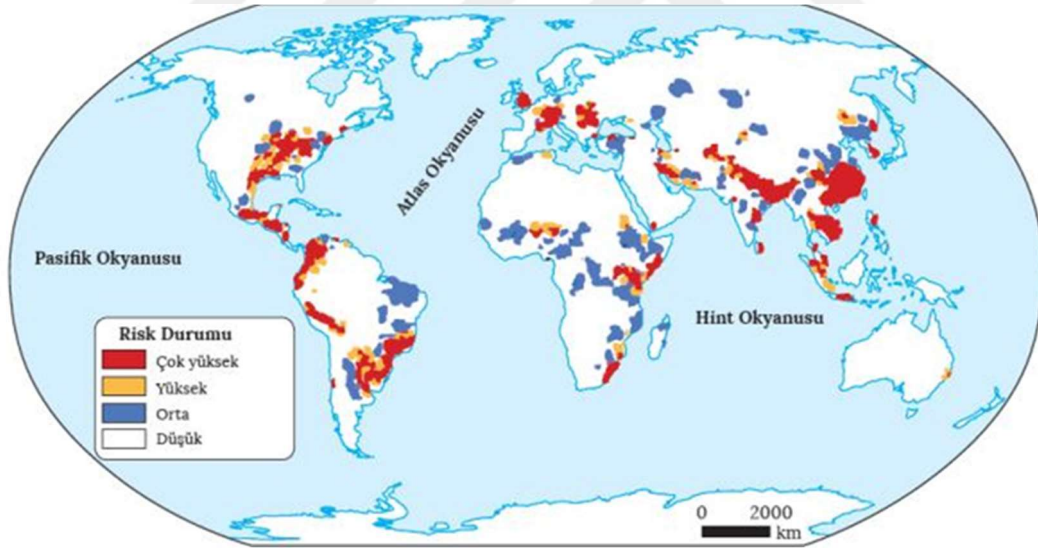 Atlas Okyanusu
Pasifik Okyanusu
Hint Okyanusu
Risk Durumu
Çok yüksek
Yüksek
Orta
Düşük
0 2000
km